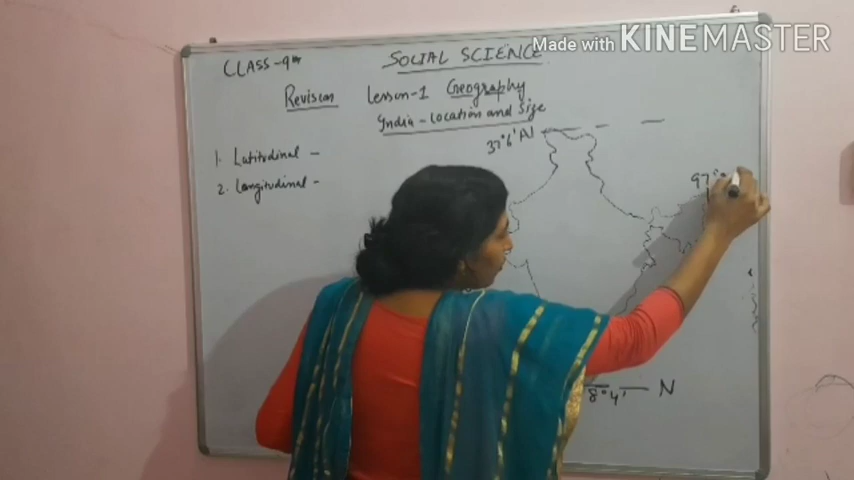 Made with KINEMASTER
CLASS-9th
SOCIAL SCIENCE
Revision Lesson-1 Geography
India - Location and Size
37°6' N
1. Latitudinal -
2. Longitudinal -
97°
8°4' N